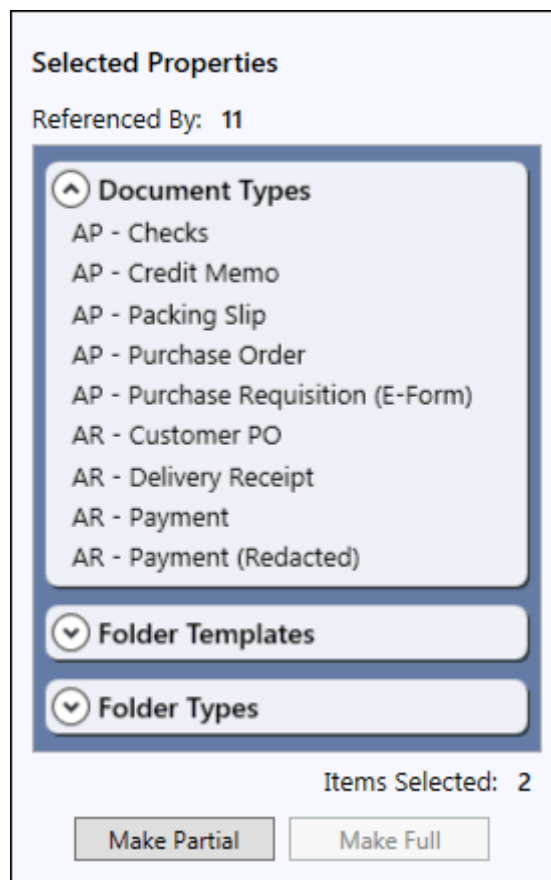 Selected Properties
Referenced By: 11
Document Types
AP - Checks
AP - Credit Memo
AP - Packing Slip
AP - Purchase Order
AP - Purchase Requisition (E-Form)
AR - Customer PO
AR - Delivery Receipt
AR - Payment
AR - Payment (Redacted)
Folder Templates
Folder Types
Items Selected: 2
Make Partial Make Full